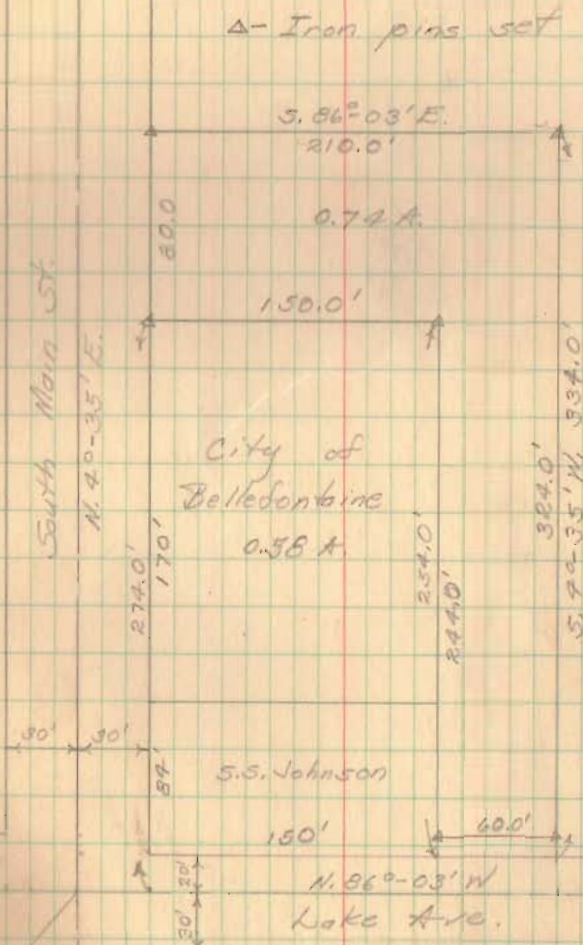 Δ- Iron pins set
S. 86°-03' E.
210.0'
80.0
0.74 A.
150.0'
South Main St.
N. 4°-35' E.
City of
Bellefontaine
0.58 A.
274.0'
170'
254.0'
244.0'
324.0'
S. 4°-35' W. 334.0'
30'
30'
84'
S.S. Johnson
150'
60.0'
20'
30'
N. 86°-03' W
Lake Ave.